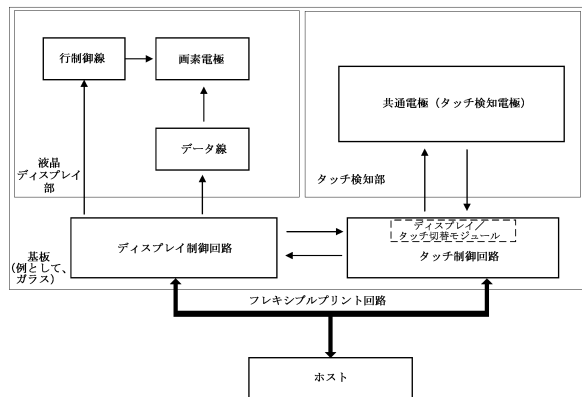 行制御線
画素電極
共通電極（タッチ検知電極）
データ線
液晶
ディスプレイ
部
タッチ検知部
ディスプレイ／
タッチ切替モジュール
ディスプレイ制御回路
タッチ制御回路
基板
(例として、
ガラス)
フレキシブルプリント回路
ホスト